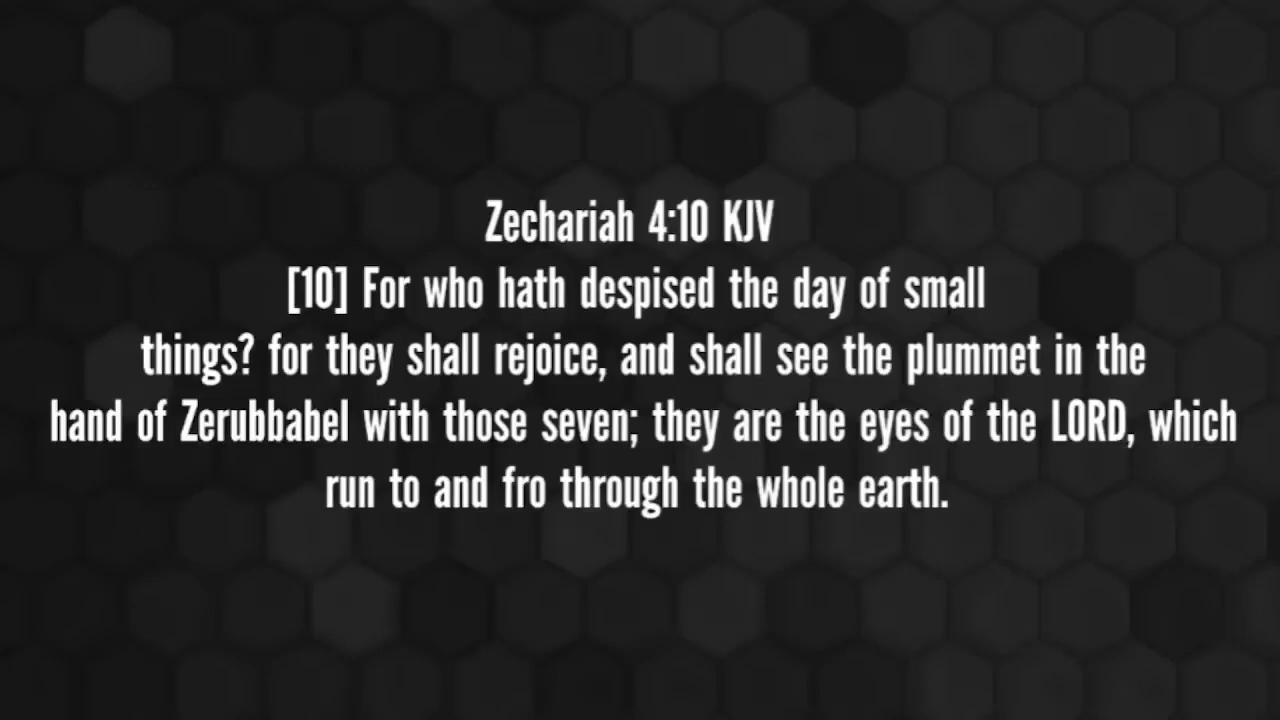 Zechariah 4:10 KJV
[10] For who hath despised the day of small
things? for they shall rejoice, and shall see the plummet in the
hand of Zerubbabel with those seven; they are the eyes of the LORD, which
run to and fro through the whole earth.